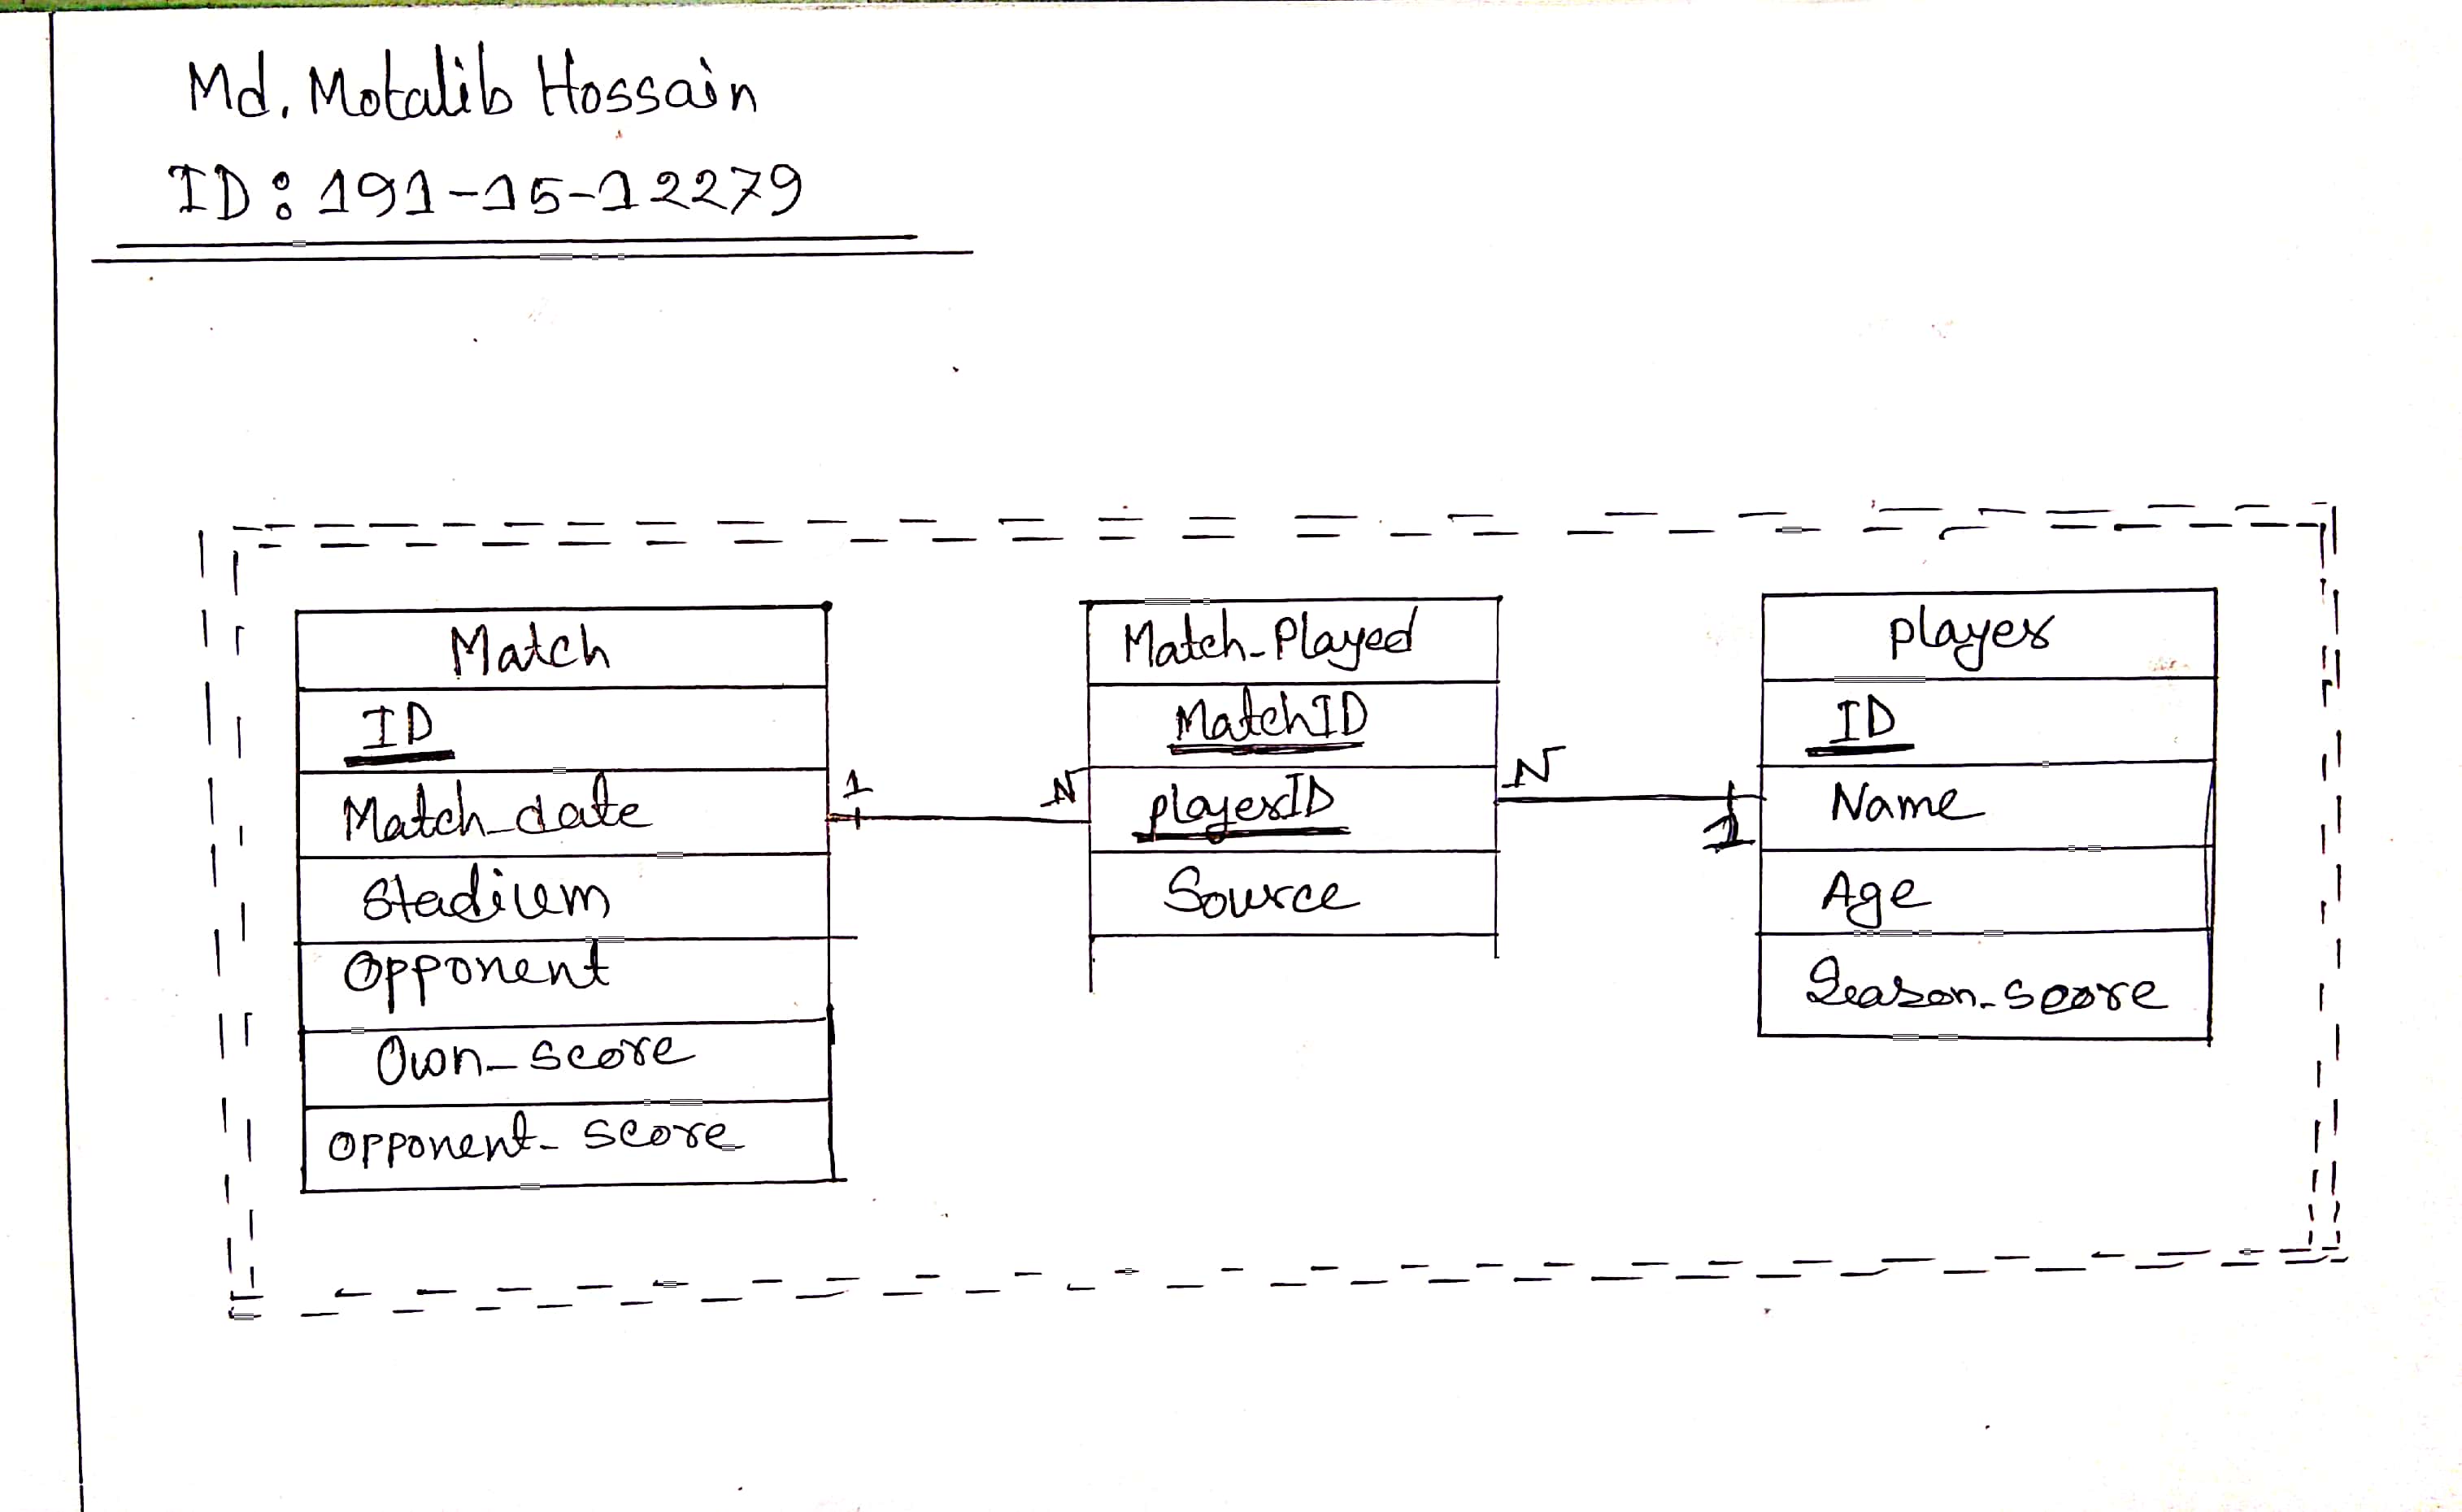 Md. Motalib Hossain
ID: 191-15-12279
Match
ID
Match_date
Stadium
Opponent
Own_score
opponent_score
1
N
Match_Played
MatchID
playerID
Source
N
1
player
ID
Name
Age
Season_score